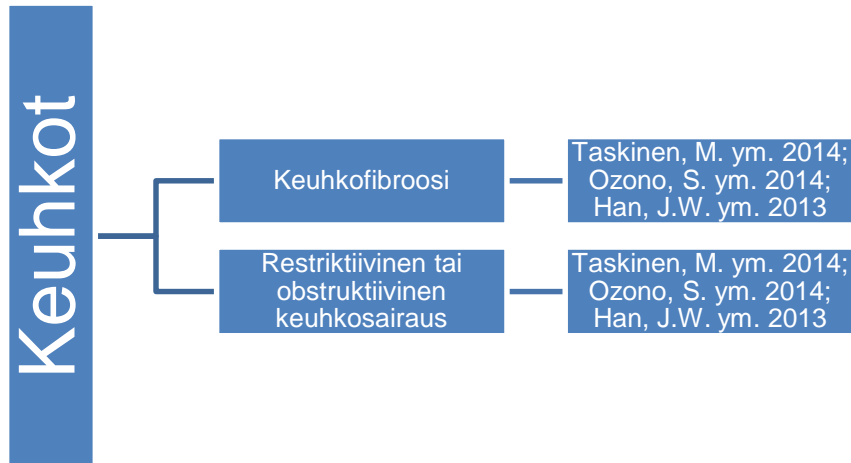 Keuhkot
Keuhkofibroosi
Taskinen, M. ym. 2014;
Ozono, S. ym. 2014;
Han, J.W. ym. 2013
Restriktiivinen tai
obstruktiivinen
keuhkosairaus
Taskinen, M. ym. 2014;
Ozono, S. ym. 2014;
Han, J.W. ym. 2013